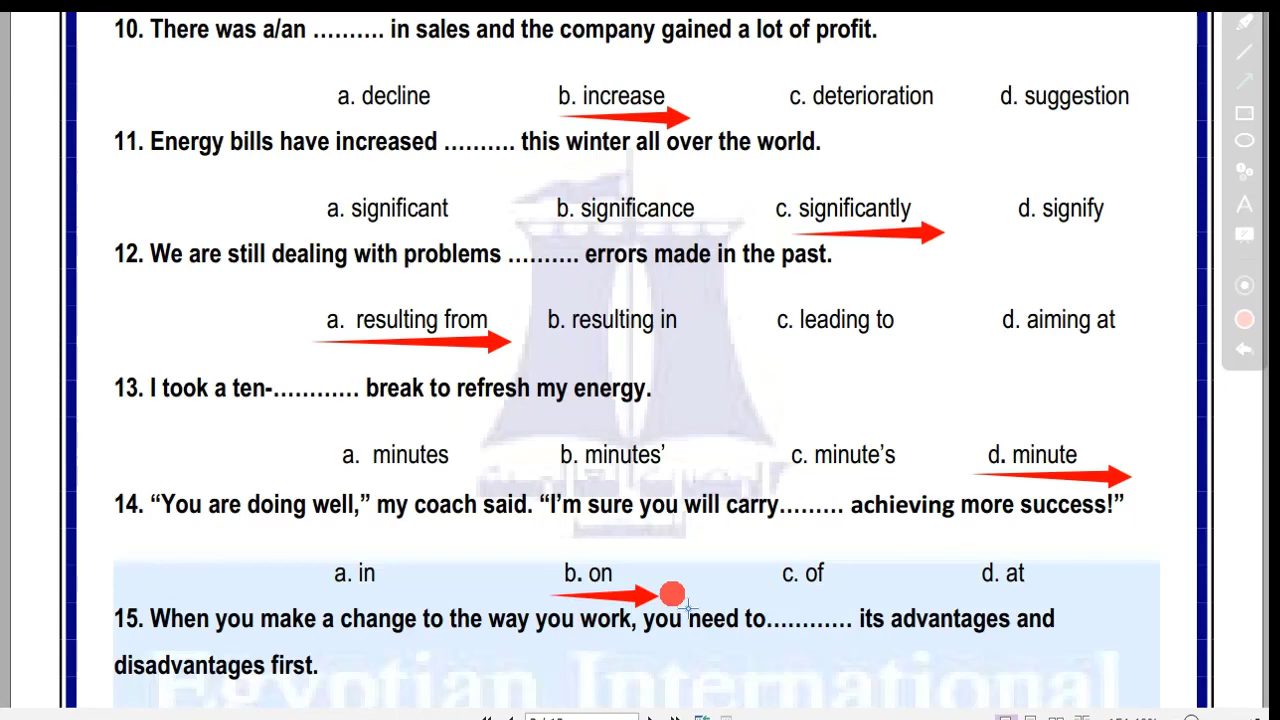 10. There was a/an ………. in sales and the company gained a lot of profit.
a. decline b. increase c. deterioration d. suggestion
11. Energy bills have increased ………. this winter all over the world.
a. significant b. significance c. significantly d. signify
12. We are still dealing with problems ………. errors made in the past.
a. resulting from b. resulting in c. leading to d. aiming at
13. I took a ten-………… break to refresh my energy.
a. minutes b. minutes’ c. minute’s d. minute
14. “You are doing well,” my coach said. “I’m sure you will carry……… achieving more success!”
a. in b. on c. of d. at
15. When you make a change to the way you work, you need to………… its advantages and
disadvantages first.
Egyptian International